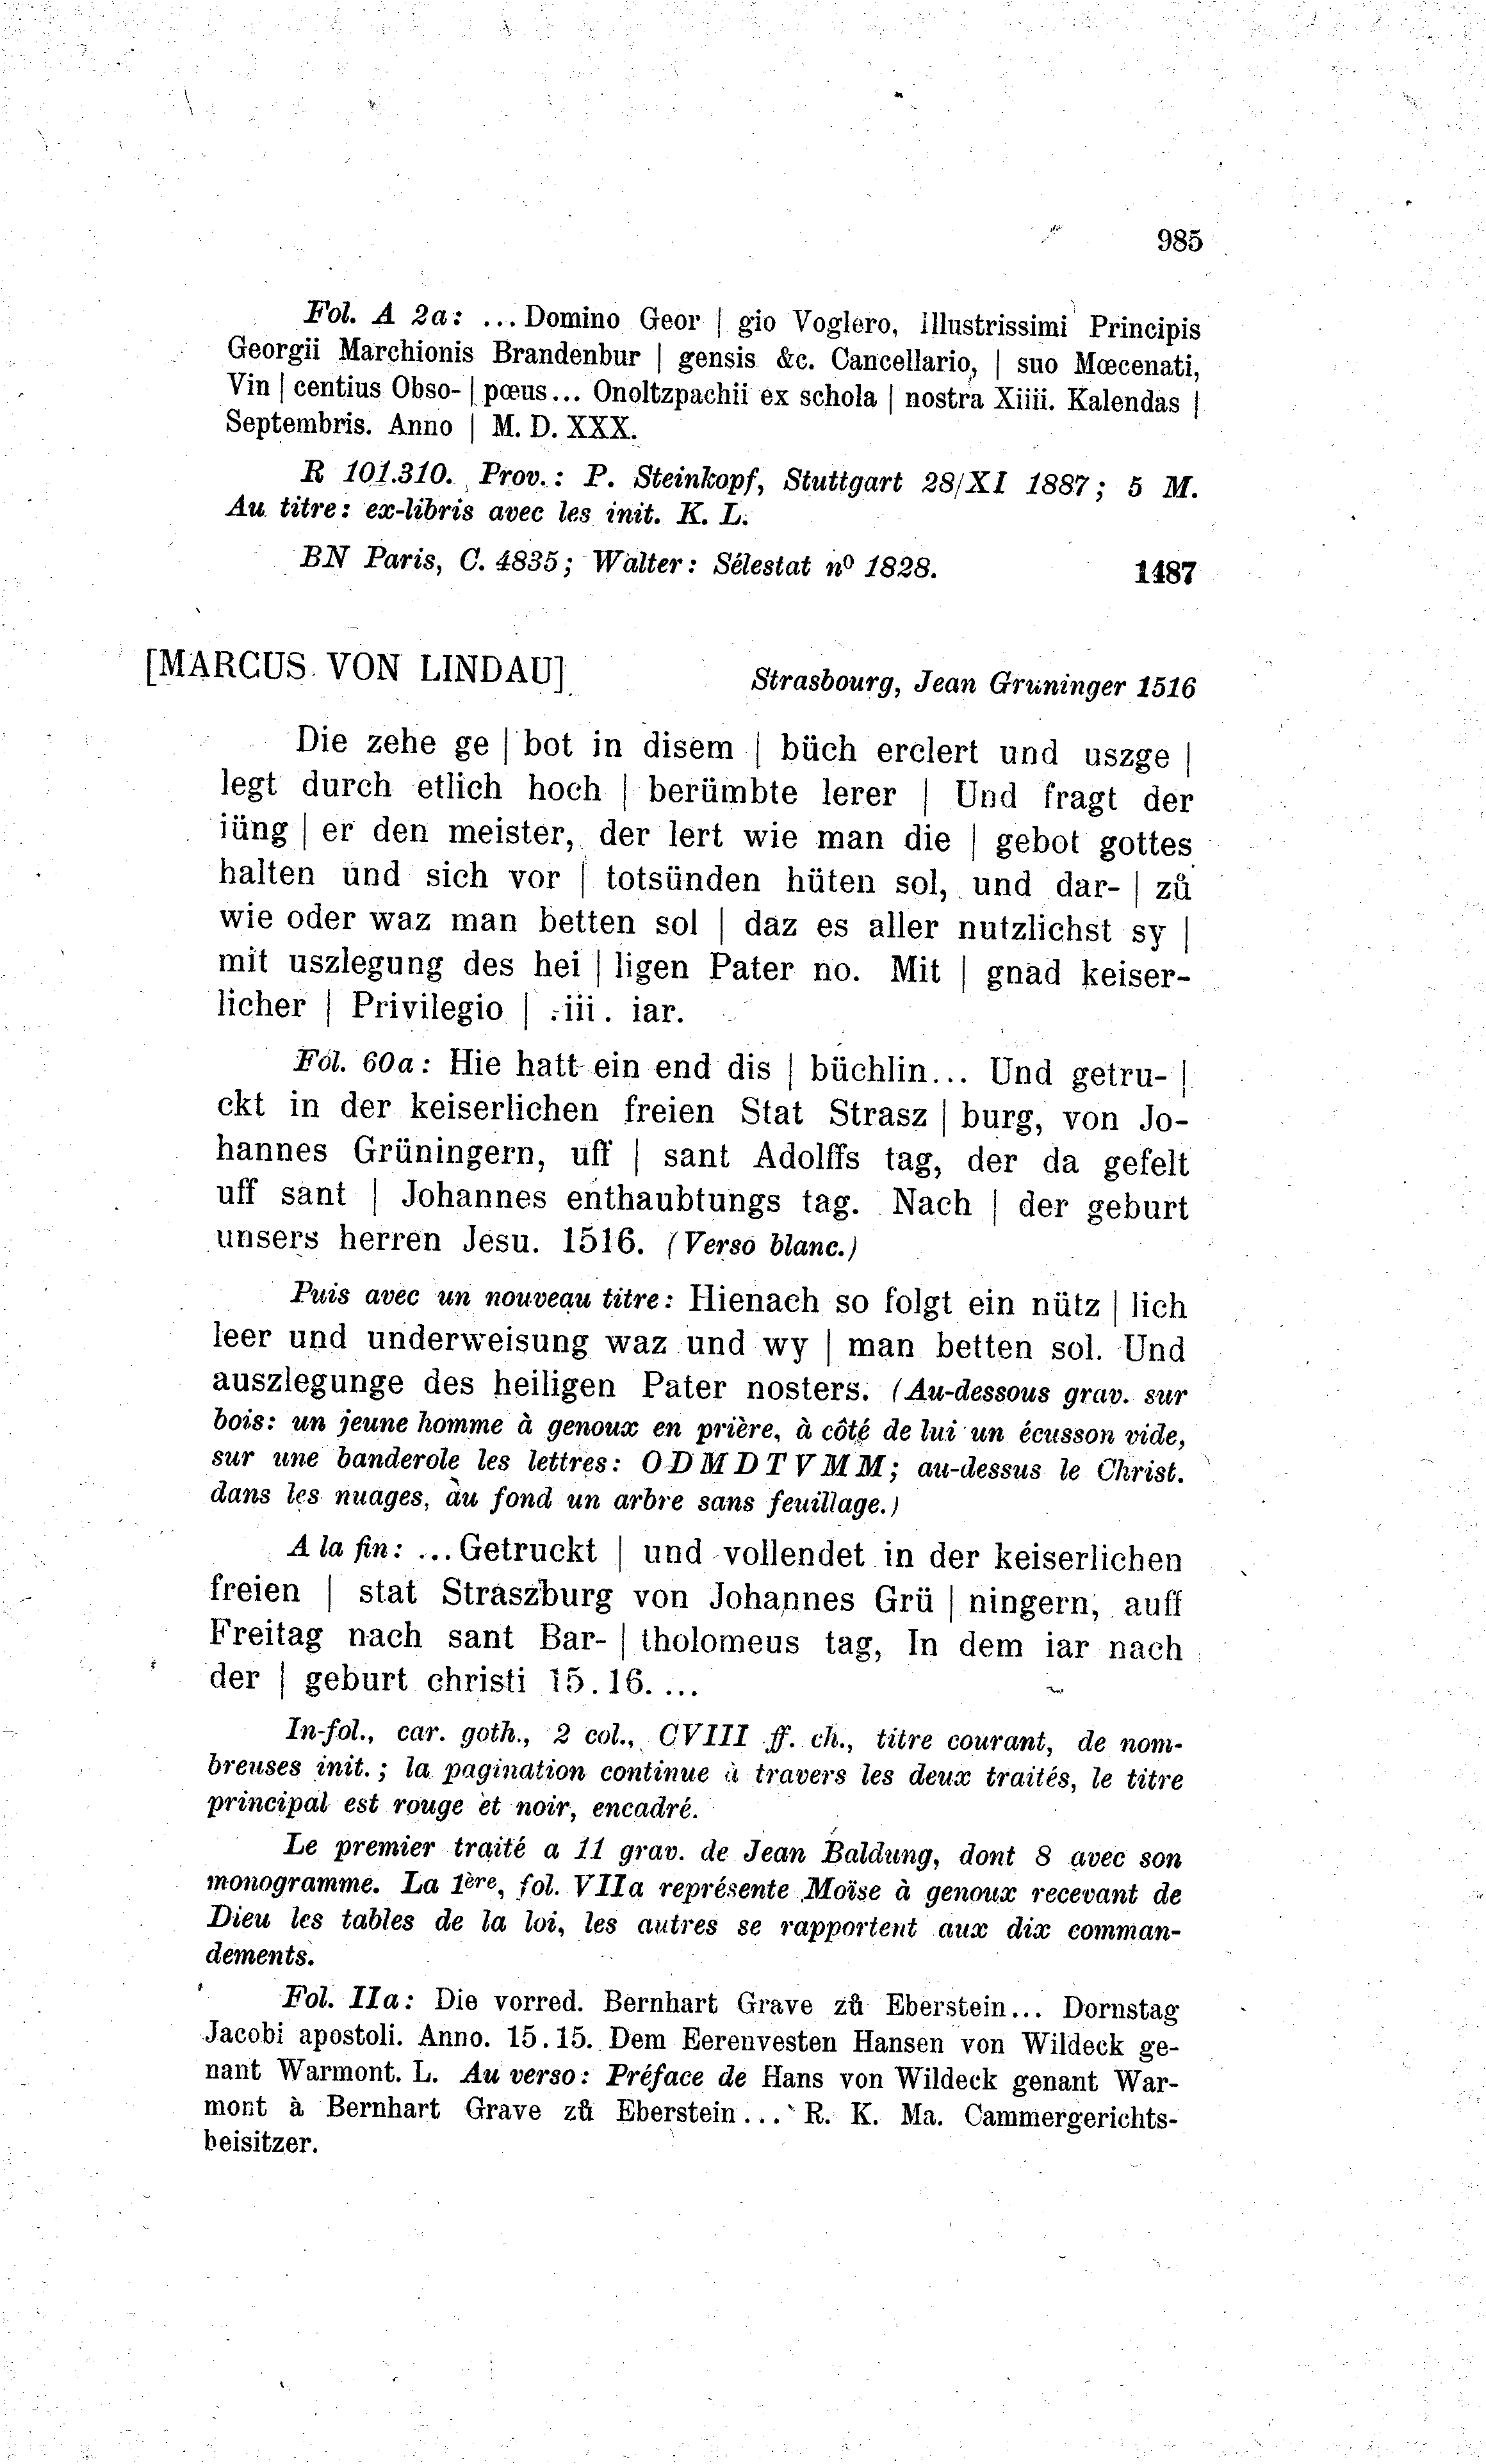 985
Fol. A 2a: ... Domino Geor | gio Voglero, illustrissimi Principis
Georgii Marchionis Brandenbur | gensis &c. Cancellario, | suo Mœcenati,
Vin | centius Obso- | pœus... Onoltzpachii ex schola | nostra Xiiii. Kalendas |
Septembris. Anno | M. D. XXX.
R 101.310. Prov.: P. Steinkopf, Stuttgart 28/XI 1887; 5 M.
Au titre: ex-libris avec les init. K. L.
BN Paris, C. 4835; Walter: Sélestat nº 1828. 1487
[MARCUS VON LINDAU] Strasbourg, Jean Grüninger 1516
Die zehe ge | bot in disem | büch erclert und uszge |
legt durch etlich hoch | berümbte lerer | Und fragt der
iüng | er den meister, der lert wie man die | gebot gottes
halten und sich vor | totsünden hüten sol, und dar- | zů
wie oder waz man betten sol | daz es aller nutzlichst sy |
mit uszlegung des hei | ligen Pater no. Mit | gnad keiser-
licher | Privilegio | .iii. iar.
Fol. 60a: Hie hatt ein end dis | büchlin... Und getru- |
ckt in der keiserlichen freien Stat Strasz | burg, von Jo-
hannes Grüningern, uff | sant Adolffs tag, der da gefelt
uff sant | Johannes enthaubtungs tag. Nach | der geburt
unsers herren Jesu. 1516. (Verso blanc.)
Puis avec un nouveau titre: Hienach so folgt ein nütz | lich
leer und underweisung waz und wy | man betten sol. Und
auszlegunge des heiligen Pater nosters. (Au-dessous grav. sur
bois: un jeune homme à genoux en prière, à côté de lui un écusson vide,
sur une banderole les lettres: O D M D T V M M; au-dessus le Christ.
dans les nuages, au fond un arbre sans feuillage.)
A la fin: ... Getruckt | und vollendet in der keiserlichen
freien | stat Straszburg von Johannes Grü | ningern, auff
Freitag nach sant Bar- | tholomeus tag, In dem iar nach
der | geburt christi 15.16. ...
In-fol., car. goth., 2 col., CVIII ff. ch., titre courant, de nom-
breuses init.; la pagination continue à travers les deux traités, le titre
principal est rouge et noir, encadré.
Le premier traité a 11 grav. de Jean Baldung, dont 8 avec son
monogramme. La 1ère, fol. VIIa représente Moïse à genoux recevant de
Dieu les tables de la loi, les autres se rapportent aux dix comman-
dements.
Fol. IIa: Die vorred. Bernhart Grave zů Eberstein... Dornstag
Jacobi apostoli. Anno. 15.15. Dem Eerenvesten Hansen von Wildeck ge-
nant Warmont. L. Au verso: Préface de Hans von Wildeck genant War-
mont à Bernhart Grave zů Eberstein... R. K. Ma. Cammergerichts-
beisitzer.